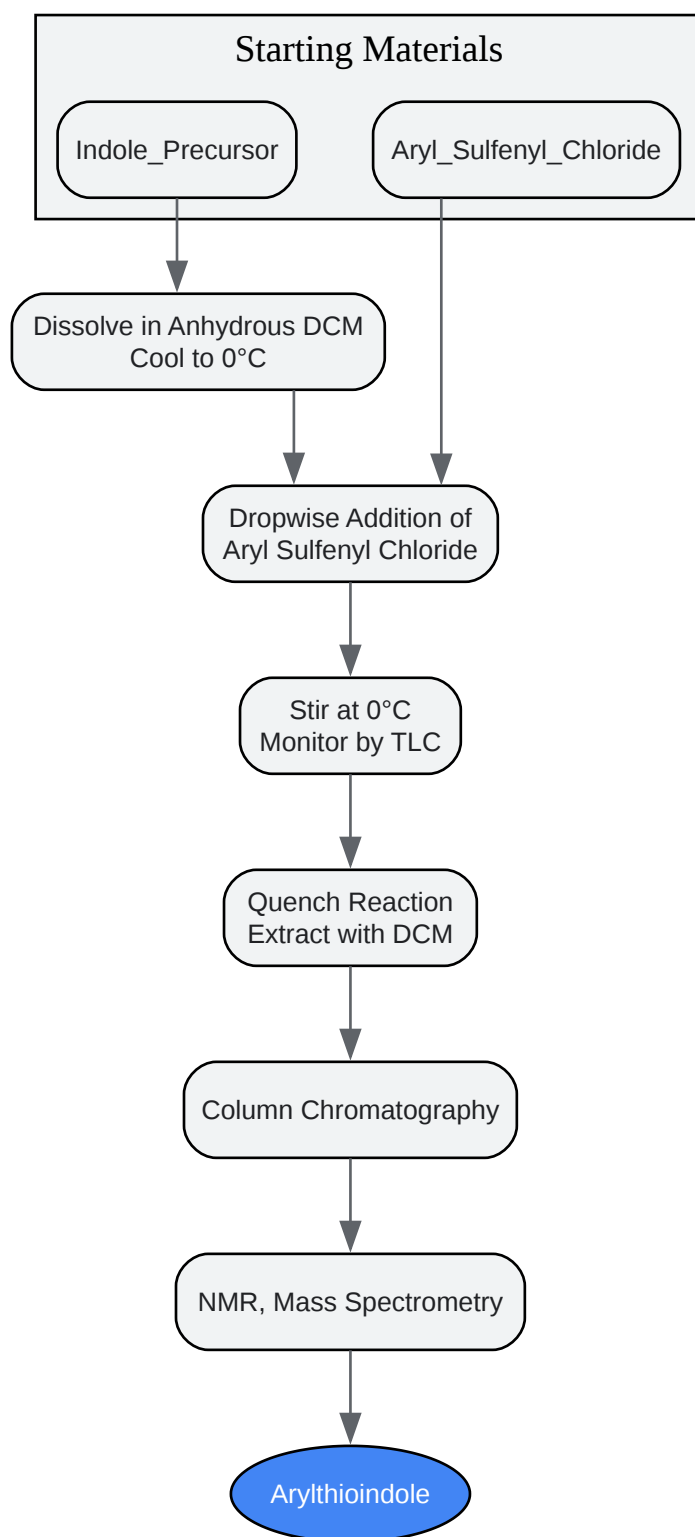 Starting Materials
Indole_Precursor
Aryl_Sulfenyl_Chloride
Dissolve in Anhydrous DCM
Cool to 0°C
Dropwise Addition of
Aryl Sulfenyl Chloride
Stir at 0°C
Monitor by TLC
Quench Reaction
Extract with DCM
Column Chromatography
NMR, Mass Spectrometry
Arylthioindole